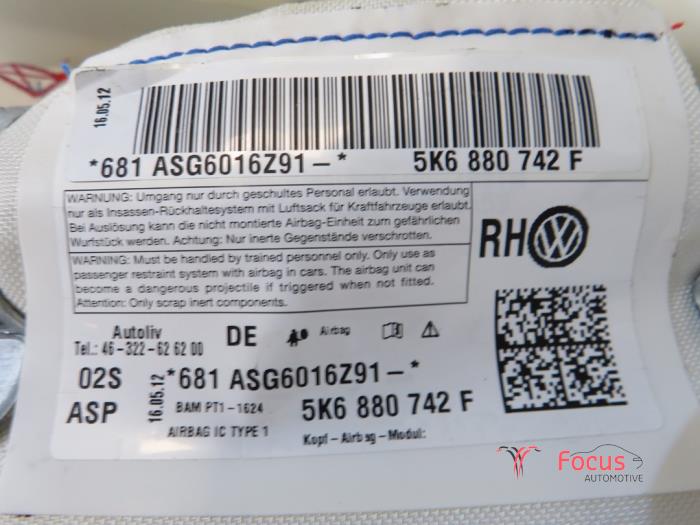 16.05.12
*681 ASG6016Z91-* 5K6 880 742 F
WARNUNG: Umgang nur durch geschultes Personal erlaubt. Verwendung
nur als Insassen-Rückhaltesystem mit Luftsack für Kraftfahrzeuge erlaubt.
Bei Auslösung kann die nicht montierte Airbag-Einheit zum gefährlichen
Wurfstück werden. Achtung: Nur inerte Gegenstände verschrotten.
WARNING: Must be handled by trained personnel only. Only use as
passenger restraint system with airbag in cars. The airbag unit can
become a dangerous projectile if triggered when not fitted.
Attention: Only scrap inert components.
RH
Autoliv DE Airbag
Tel.: 46-322-62 62 00
02S 16.05.12 *681 ASG6016Z91-*
ASP BAM PT1-1624 5K6 880 742 F
AIRBAG IC TYPE 1 Kopf-Airbag-Modul:
Focus
AUTOMOTIVE